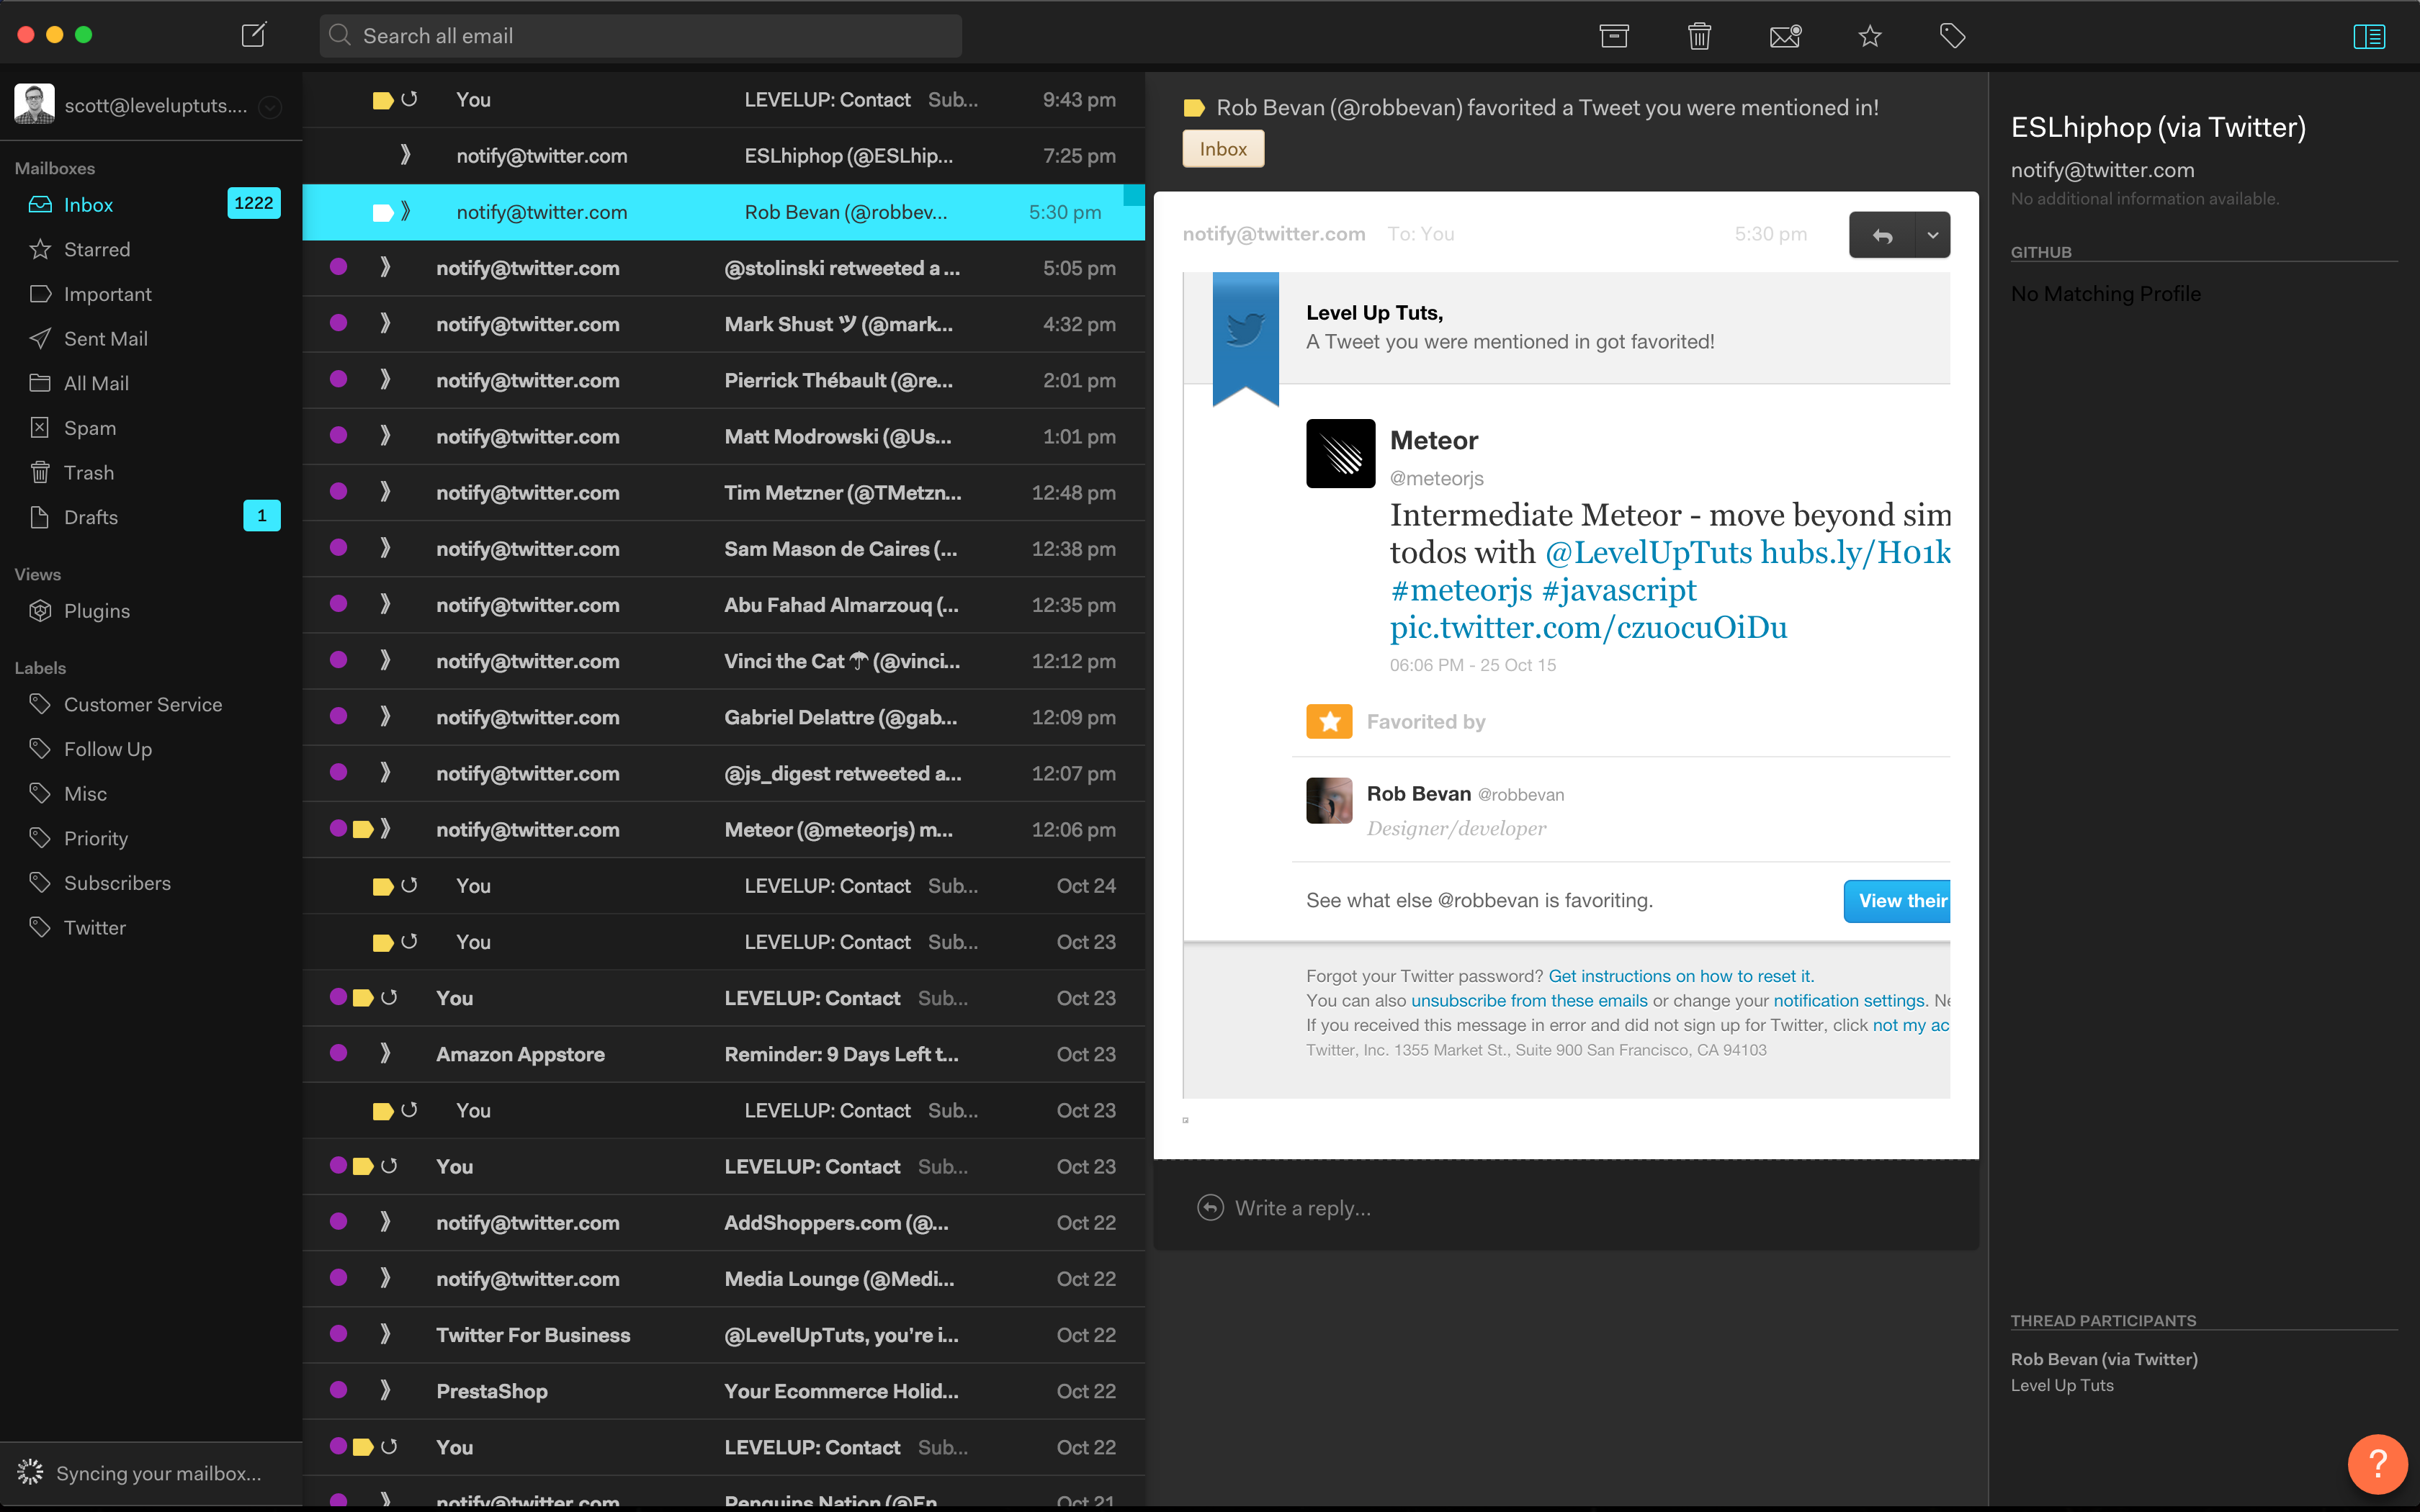 Search all email
scott@leveluptuts....
Mailboxes
Inbox 1222
Starred
Important
Sent Mail
All Mail
Spam
Trash
Drafts 1
Views
Plugins
Labels
Customer Service
Follow Up
Misc
Priority
Subscribers
Twitter
Syncing your mailbox...
You LEVELUP: Contact Sub... 9:43 pm
notify@twitter.com ESLhiphop (@ESLhip... 7:25 pm
notify@twitter.com Rob Bevan (@robbev... 5:30 pm
notify@twitter.com @stolinski retweeted a ... 5:05 pm
notify@twitter.com Mark Shust ツ (@mark... 4:32 pm
notify@twitter.com Pierrick Thébault (@re... 2:01 pm
notify@twitter.com Matt Modrowski (@Us... 1:01 pm
notify@twitter.com Tim Metzner (@TMetzn... 12:48 pm
notify@twitter.com Sam Mason de Caires (... 12:38 pm
notify@twitter.com Abu Fahad Almarzouq (... 12:35 pm
notify@twitter.com Vinci the Cat ☂ (@vinci... 12:12 pm
notify@twitter.com Gabriel Delattre (@gab... 12:09 pm
notify@twitter.com @js_digest retweeted a... 12:07 pm
notify@twitter.com Meteor (@meteorjs) m... 12:06 pm
You LEVELUP: Contact Sub... Oct 24
You LEVELUP: Contact Sub... Oct 23
You LEVELUP: Contact Sub... Oct 23
Amazon Appstore Reminder: 9 Days Left t... Oct 23
You LEVELUP: Contact Sub... Oct 23
You LEVELUP: Contact Sub... Oct 23
notify@twitter.com AddShoppers.com (@... Oct 22
notify@twitter.com Media Lounge (@Medi... Oct 22
Twitter For Business @LevelUpTuts, you're i... Oct 22
PrestaShop Your Ecommerce Holid... Oct 22
You LEVELUP: Contact Sub... Oct 22
notify@twitter.com Penguins Nation (@En... Oct 21
Rob Bevan (@robbevan) favorited a Tweet you were mentioned in!
Inbox
notify@twitter.com To: You 5:30 pm
Level Up Tuts,
A Tweet you were mentioned in got favorited!
Meteor
@meteorjs
Intermediate Meteor - move beyond sim
todos with @LevelUpTuts hubs.ly/H01k
#meteorjs #javascript
pic.twitter.com/czuocuOiDu
06:06 PM - 25 Oct 15
Favorited by
Rob Bevan @robbevan
Designer/developer
See what else @robbevan is favoriting. View their
Forgot your Twitter password? Get instructions on how to reset it.
You can also unsubscribe from these emails or change your notification settings. Ne
If you received this message in error and did not sign up for Twitter, click not my ac
Twitter, Inc. 1355 Market St., Suite 900 San Francisco, CA 94103
Write a reply...
ESLhiphop (via Twitter)
notify@twitter.com
No additional information available.
GITHUB
No Matching Profile
THREAD PARTICIPANTS
Rob Bevan (via Twitter)
Level Up Tuts
?